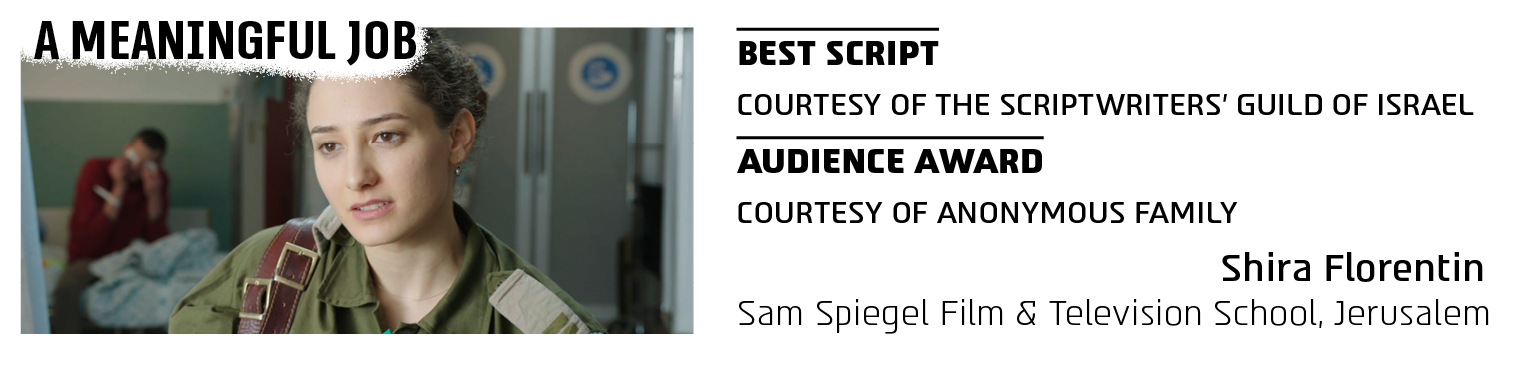 A MEANINGFUL JOB
BEST SCRIPT
COURTESY OF THE SCRIPTWRITERS' GUILD OF ISRAEL
AUDIENCE AWARD
COURTESY OF ANONYMOUS FAMILY
Shira Florentin
Sam Spiegel Film & Television School, Jerusalem